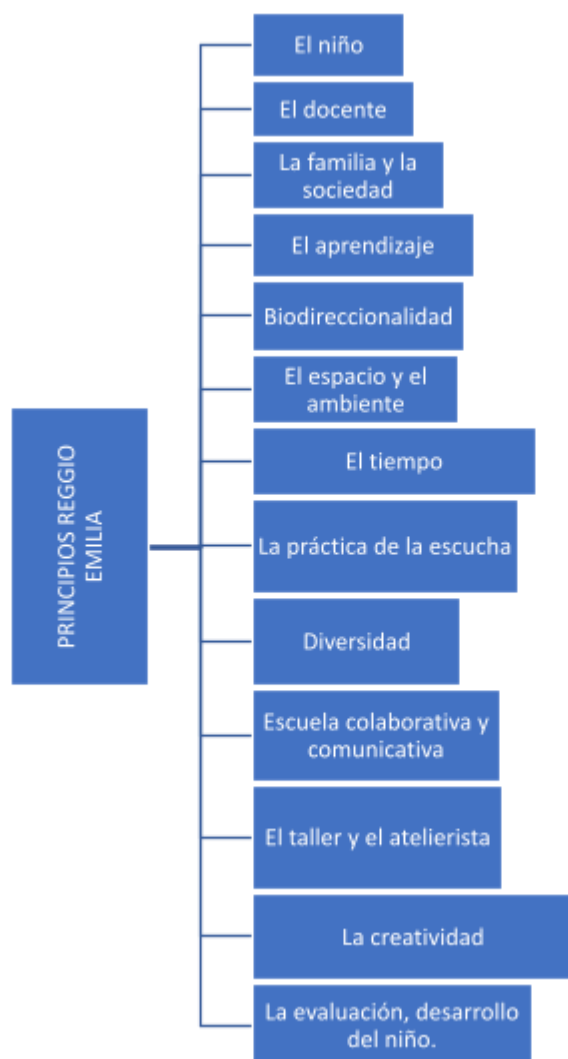 PRINCIPIOS REGGIO
EMILIA
El niño
El docente
La familia y la
sociedad
El aprendizaje
Biodireccionalidad
El espacio y el
ambiente
El tiempo
La práctica de la escucha
Diversidad
Escuela colaborativa y
comunicativa
El taller y el atelierista
La creatividad
La evaluación, desarrollo
del niño.